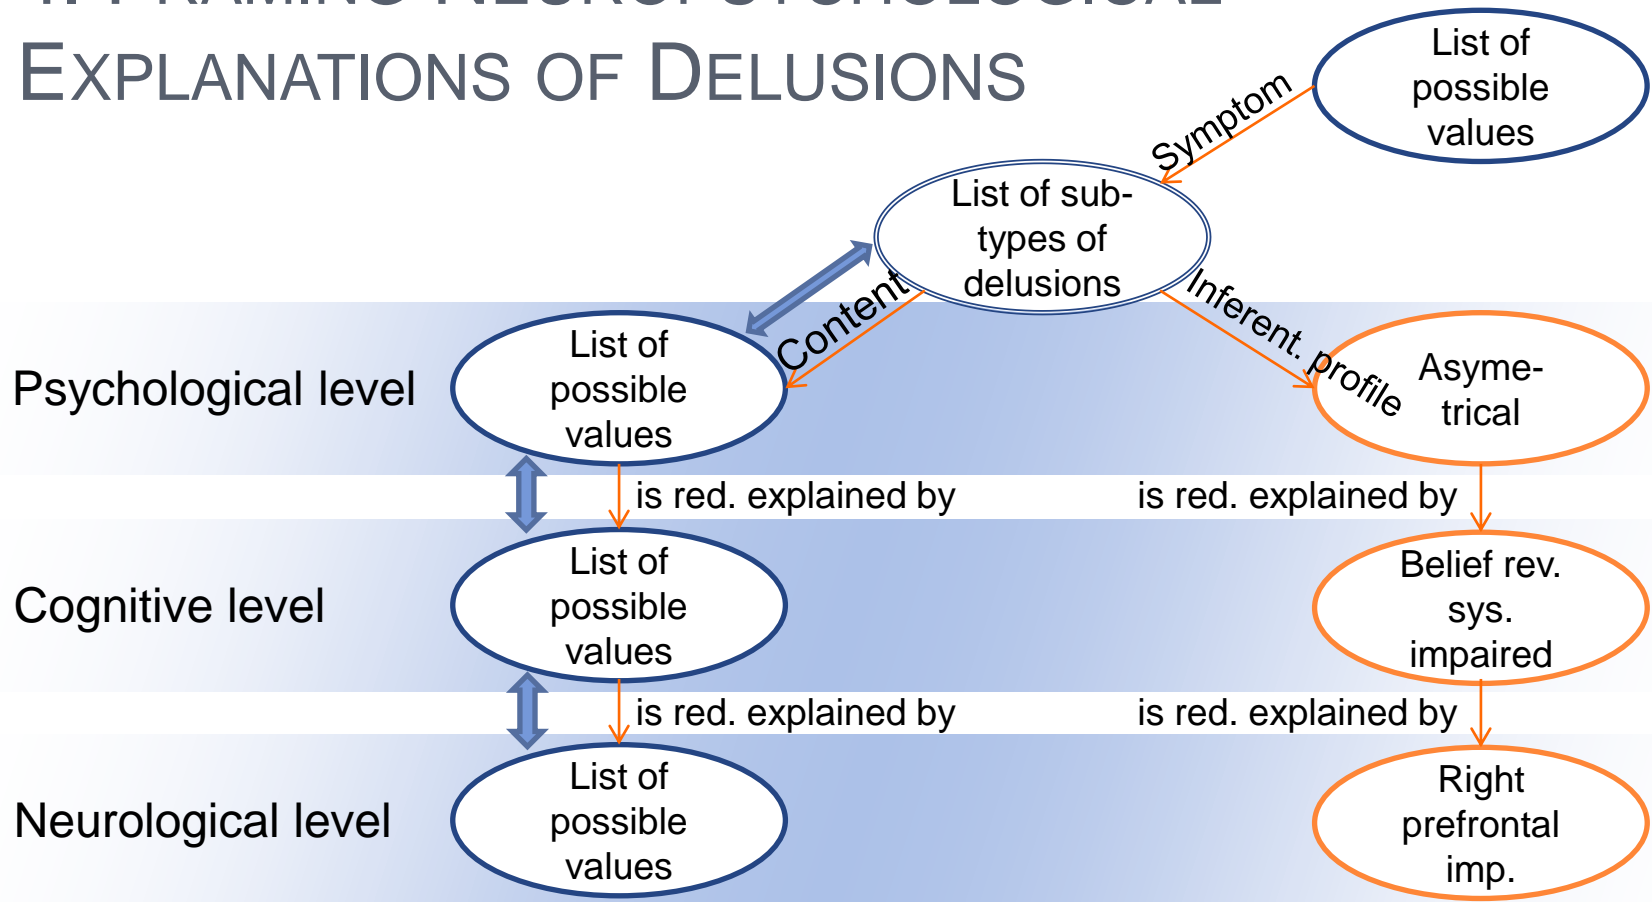 4. FRAMING NEUROPSYCHOLOGICAL
EXPLANATIONS OF DELUSIONS
List of
possible
values
Symptom
List of sub-
types of
delusions
Content
Inferent. profile
Psychological level
List of
possible
values
Asyme-
trical
is red. explained by
is red. explained by
Cognitive level
List of
possible
values
Belief rev.
sys.
impaired
is red. explained by
is red. explained by
Neurological level
List of
possible
values
Right
prefrontal
imp.